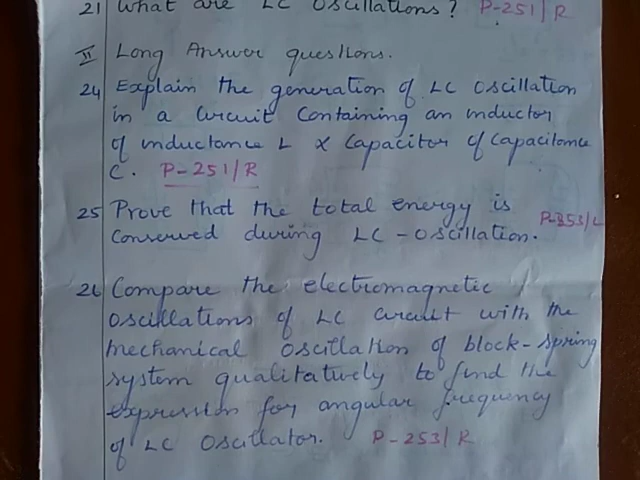 21 What are LC Oscillations? P-251/R
II Long Answer questions.
24 Explain the generation of LC Oscillation
in a Circuit Containing an inductor
of inductance L & Capacitor of Capacitance
C. P-251/R
25 Prove that the total energy is P-353/L
Conserved during LC-Oscillation.
26 Compare the electromagnetic
Oscillations of LC Circuit with the
mechanical oscillation of block-spring
system qualitatively to find the
expression for angular frequency
of LC Oscillator. P-253/R